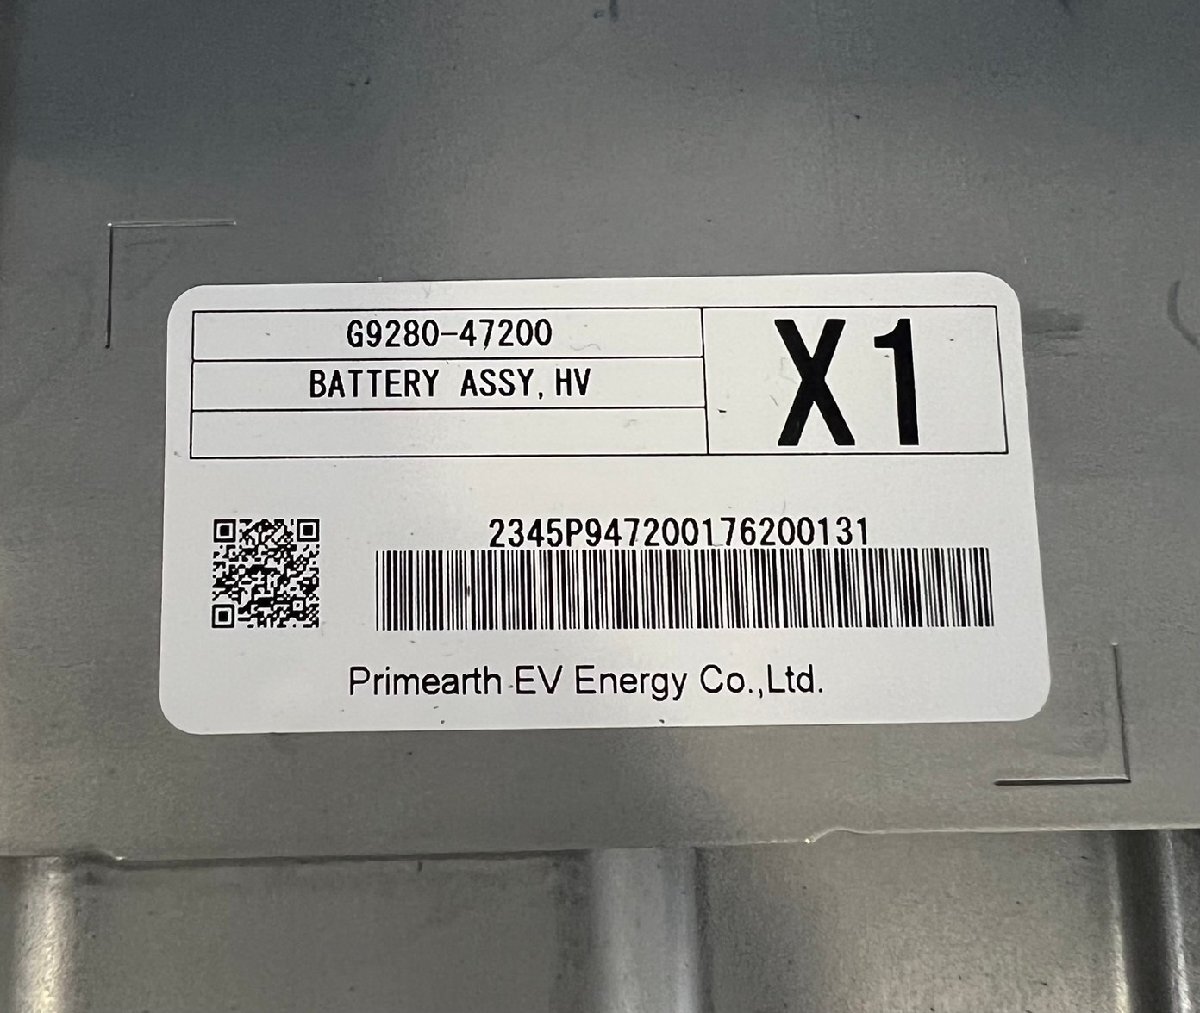 G9280-47200
BATTERY ASSY, HV
X1
2345P947200176200131
Primearth EV Energy Co.,Ltd.